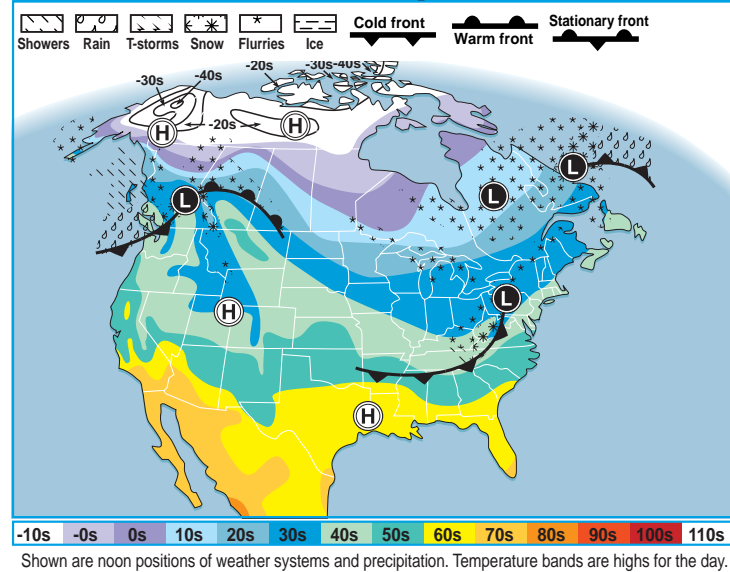 Cold front
Stationary front
Showers Rain T-storms Snow Flurries Ice
Warm front
-20s -30s -40s
-30s -40s
-20s
H H
L
L L
L
H
H
-10s -0s 0s 10s 20s 30s 40s 50s 60s 70s 80s 90s 100s 110s
Shown are noon positions of weather systems and precipitation. Temperature bands are highs for the day.